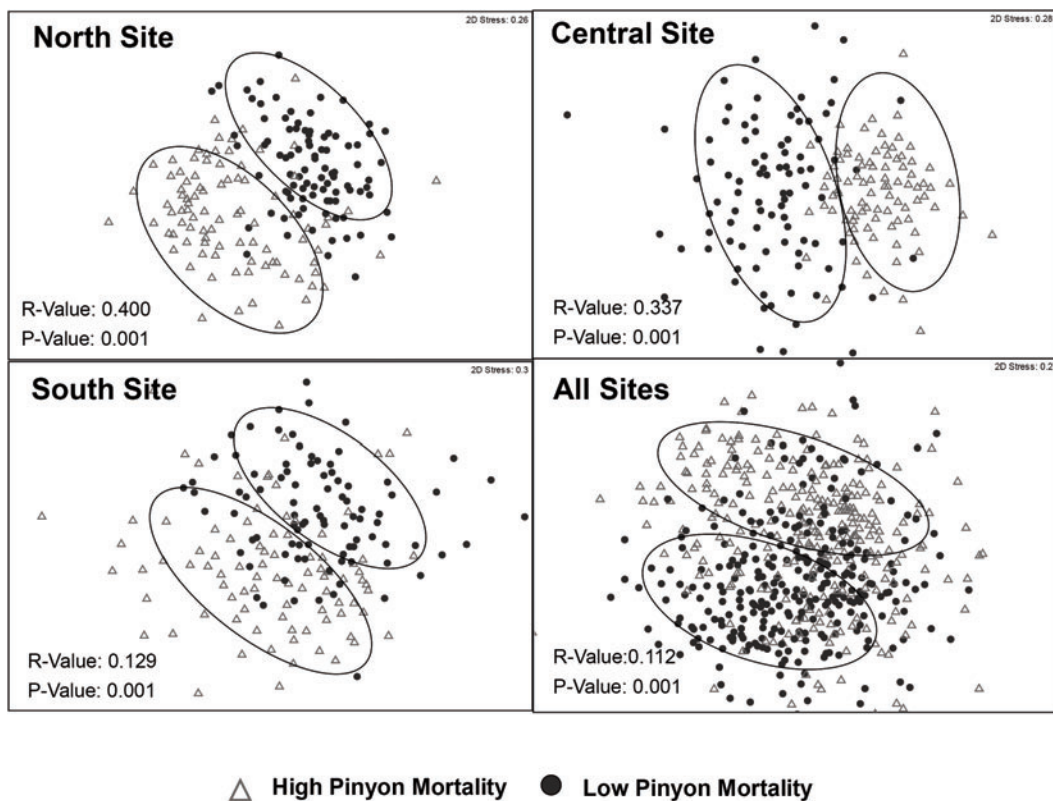 2D Stress: 0.26
North Site
R-Value: 0.400
P-Value: 0.001
2D Stress: 0.28
Central Site
R-Value: 0.337
P-Value: 0.001
2D Stress: 0.3
South Site
R-Value: 0.129
P-Value: 0.001
2D Stress: 0.2
All Sites
R-Value:0.112
P-Value: 0.001
High Pinyon Mortality Low Pinyon Mortality